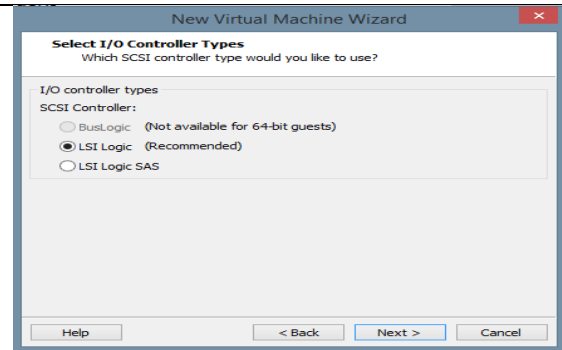 New Virtual Machine Wizard
Select I/O Controller Types
Which SCSI controller type would you like to use?
I/O controller types
SCSI Controller:
BusLogic (Not available for 64-bit guests)
LSI Logic (Recommended)
LSI Logic SAS
Help < Back Next > Cancel